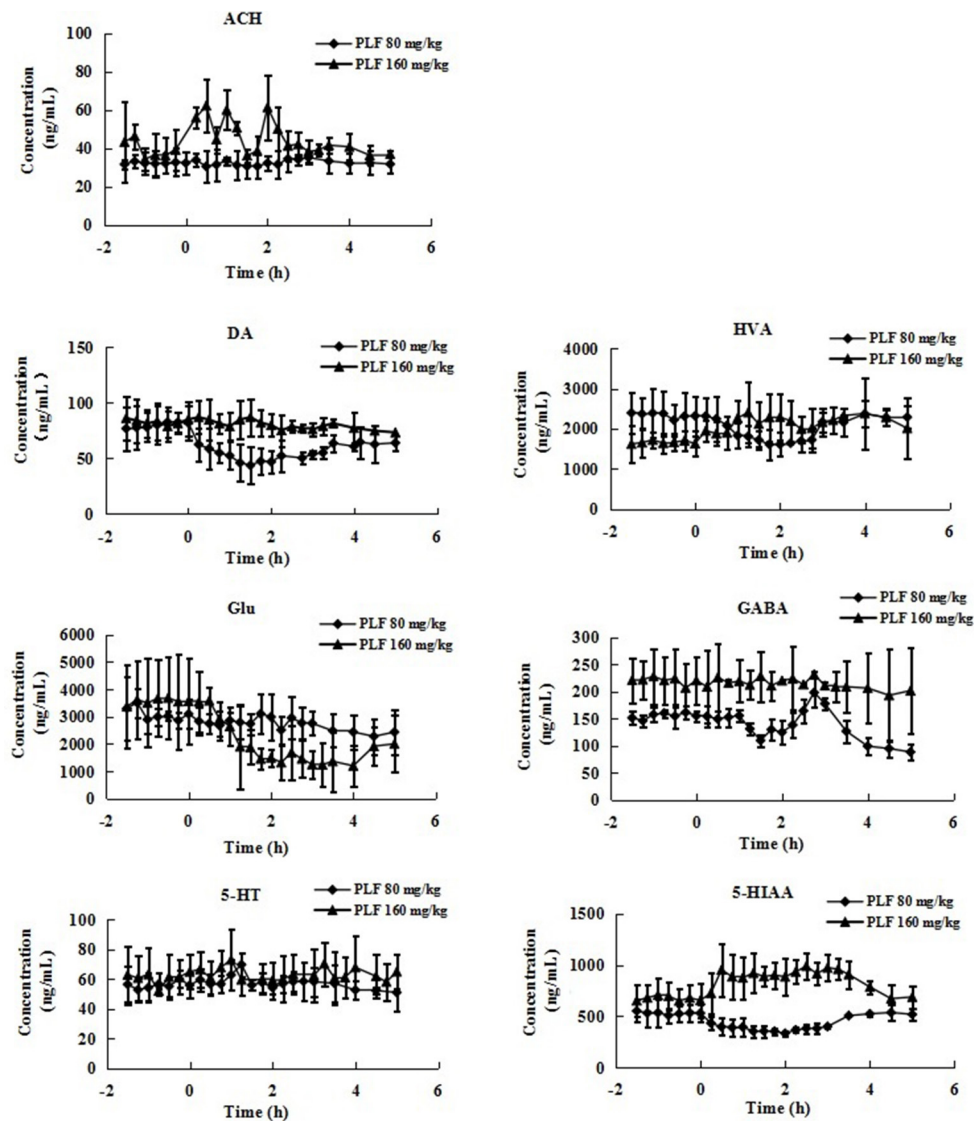 ACH
PLF 80 mg/kg
PLF 160 mg/kg
Concentration
(ng/mL)
100
80
60
40
20
0
-2 0 2 4 6
Time (h)
DA
PLF 80 mg/kg
PLF 160 mg/kg
Concentration
(ng/mL)
150
100
50
0
-2 0 2 4 6
Time (h)
HVA
PLF 80 mg/kg
PLF 160 mg/kg
Concentration
(ng/mL)
4000
3000
2000
1000
0
-2 0 2 4 6
Time (h)
Glu
PLF 80 mg/kg
PLF 160 mg/kg
Concentration
(ng/mL)
6000
5000
4000
3000
2000
1000
0
-2 0 2 4 6
Time (h)
GABA
PLF 80 mg/kg
PLF 160 mg/kg
Concentration
(ng/mL)
300
250
200
150
100
50
0
-2 0 2 4 6
Time (h)
5-HT
PLF 80 mg/kg
PLF 160 mg/kg
Concentration
(ng/mL)
100
80
60
40
20
0
-2 0 2 4 6
Time (h)
5-HIAA
PLF 80 mg/kg
PLF 160 mg/kg
Concentration
(ng/mL)
1500
1000
500
0
-2 0 2 4 6
Time (h)